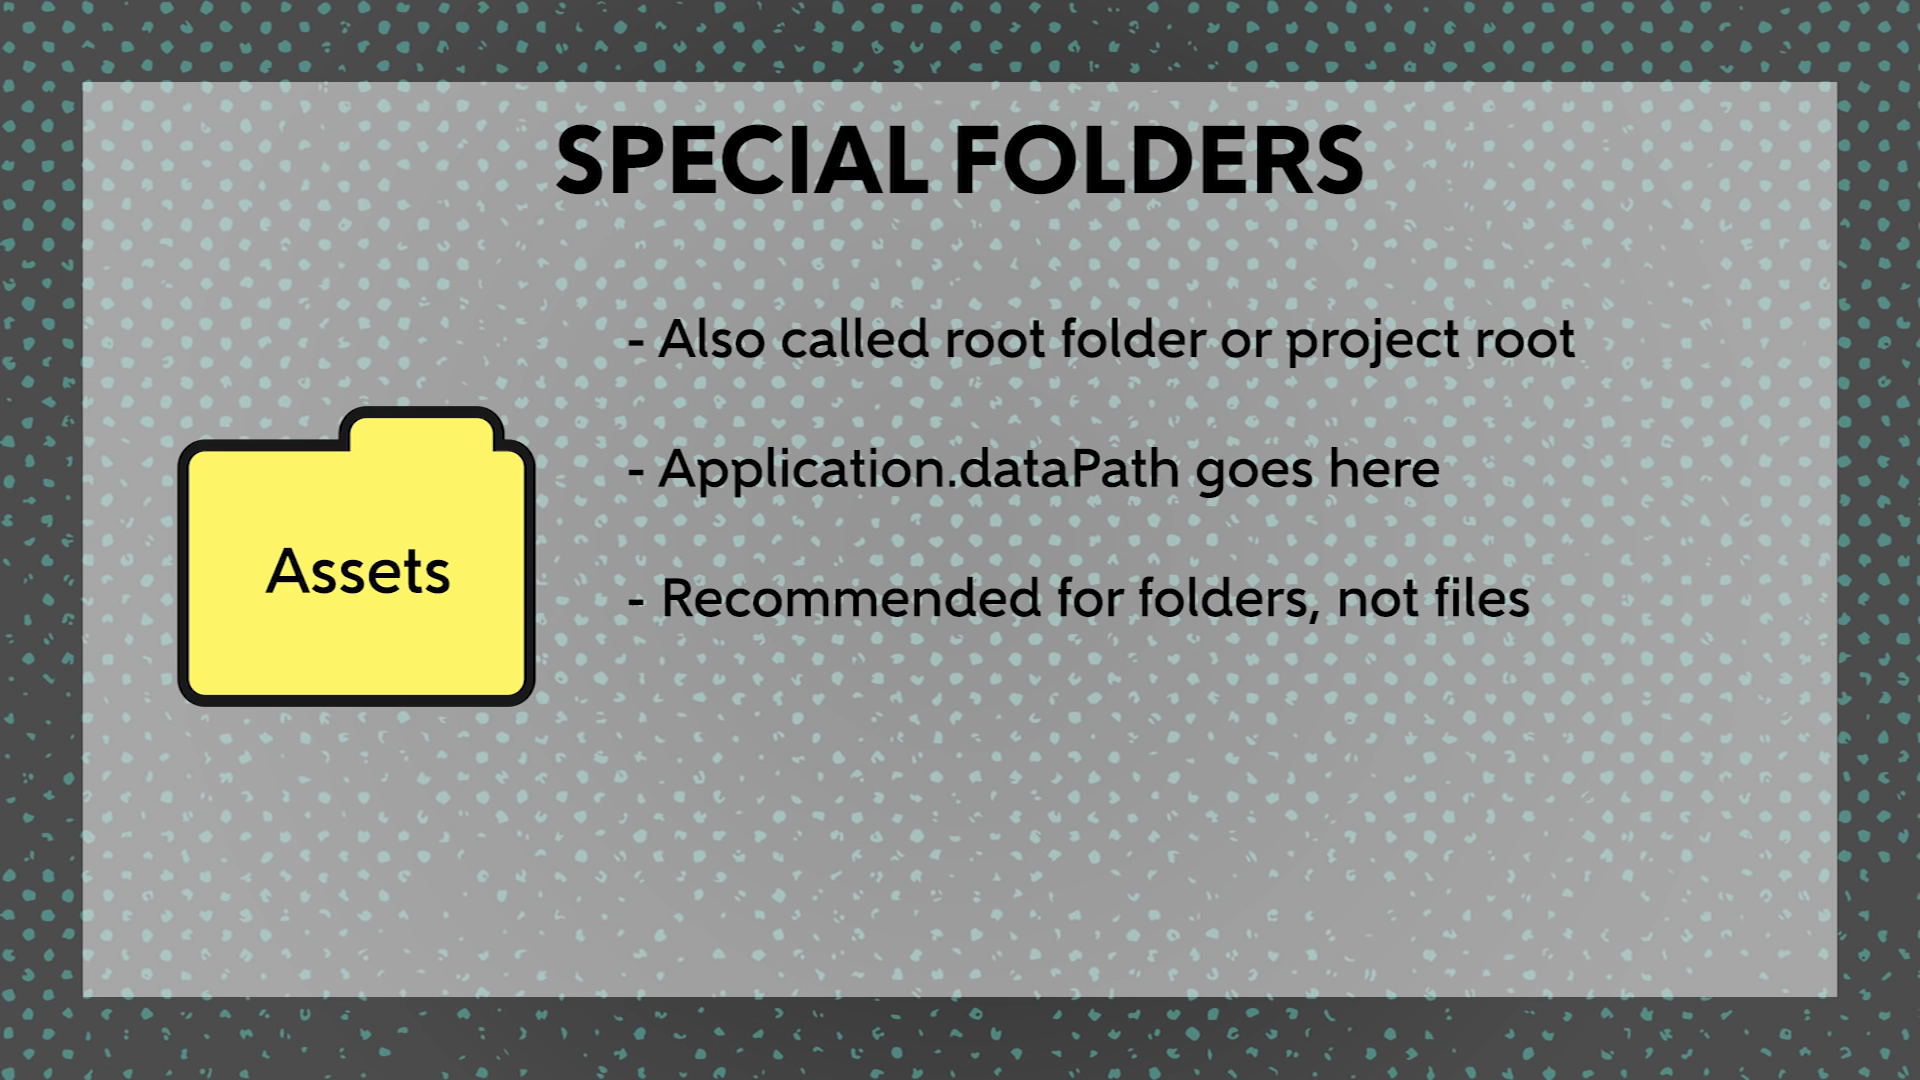 SPECIAL FOLDERS
- Also called root folder or project root
- Application.dataPath goes here
Assets
- Recommended for folders, not files